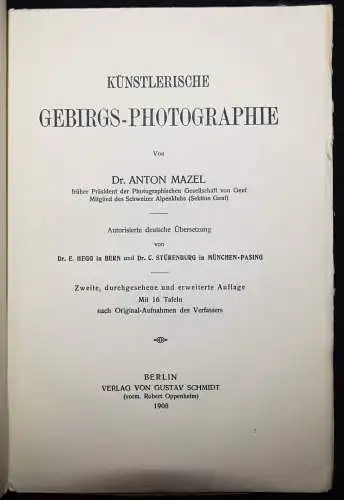 KÜNSTLERISCHE
GEBIRGS-PHOTOGRAPHIE
Von
Dr. ANTON MAZEL
früher Präsident der Photographischen Gesellschaft von Genf
Mitglied des Schweizer Alpenklubs (Sektion Genf)
Autorisierte deutsche Übersetzung
von
Dr. E. HEGG in BERN und Dr. C. STÜRENBURG in MÜNCHEN-PASING
Zweite, durchgesehene und erweiterte Auflage
Mit 16 Tafeln
nach Original-Aufnahmen des Verfassers
BERLIN
VERLAG VON GUSTAV SCHMIDT
(vorm. Robert Oppenheim)
1908